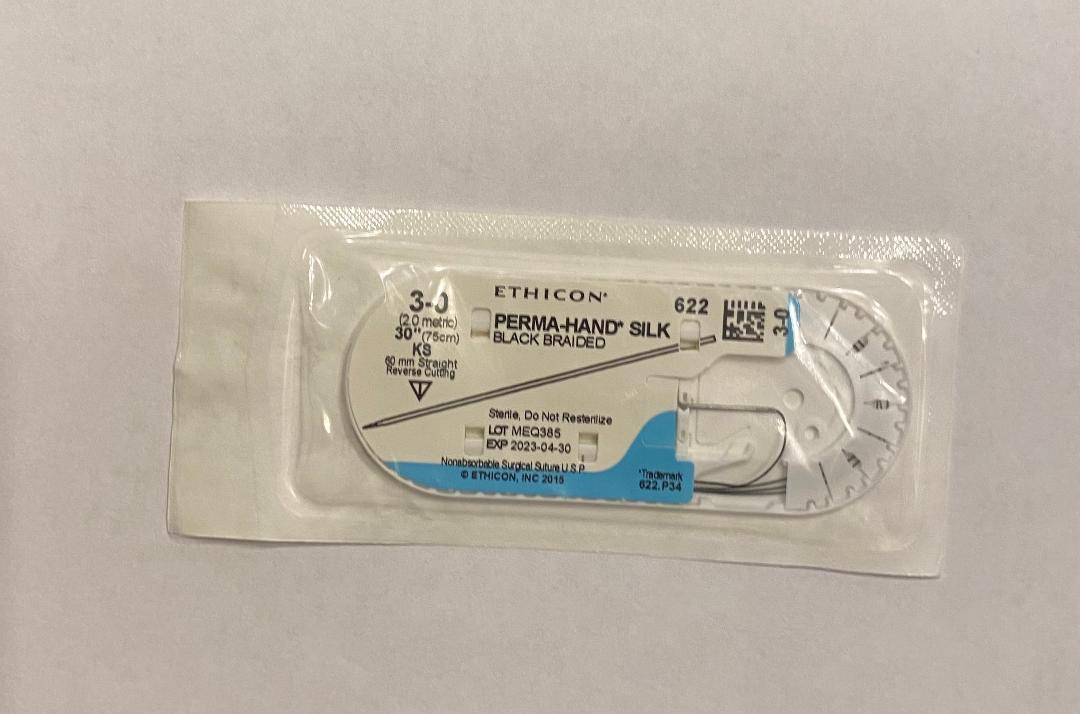 3-0
(2.0 metric)
30" (75cm)
KS
60 mm Straight
Reverse Cutting
ETHICON*
PERMA-HAND* SILK
BLACK BRAIDED
622
3-0
Sterile, Do Not Resterilize
LOT MEQ385
EXP 2023-04-30
Nonabsorbable Surgical Suture U.S.P.
© ETHICON, INC 2015
*Trademark
622.P34